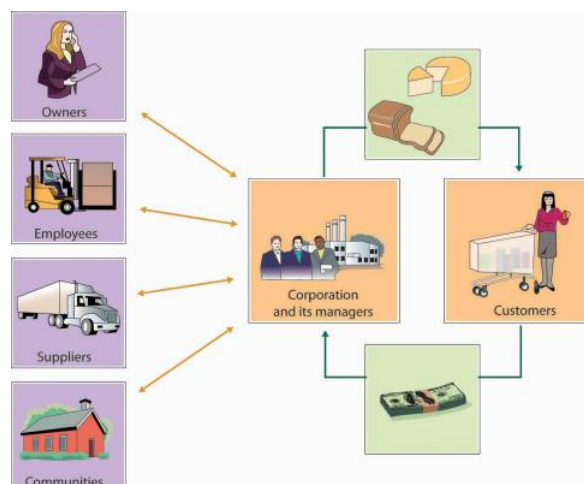 Owners
Employees
Suppliers
Communities
Corporation
and its managers
Customers